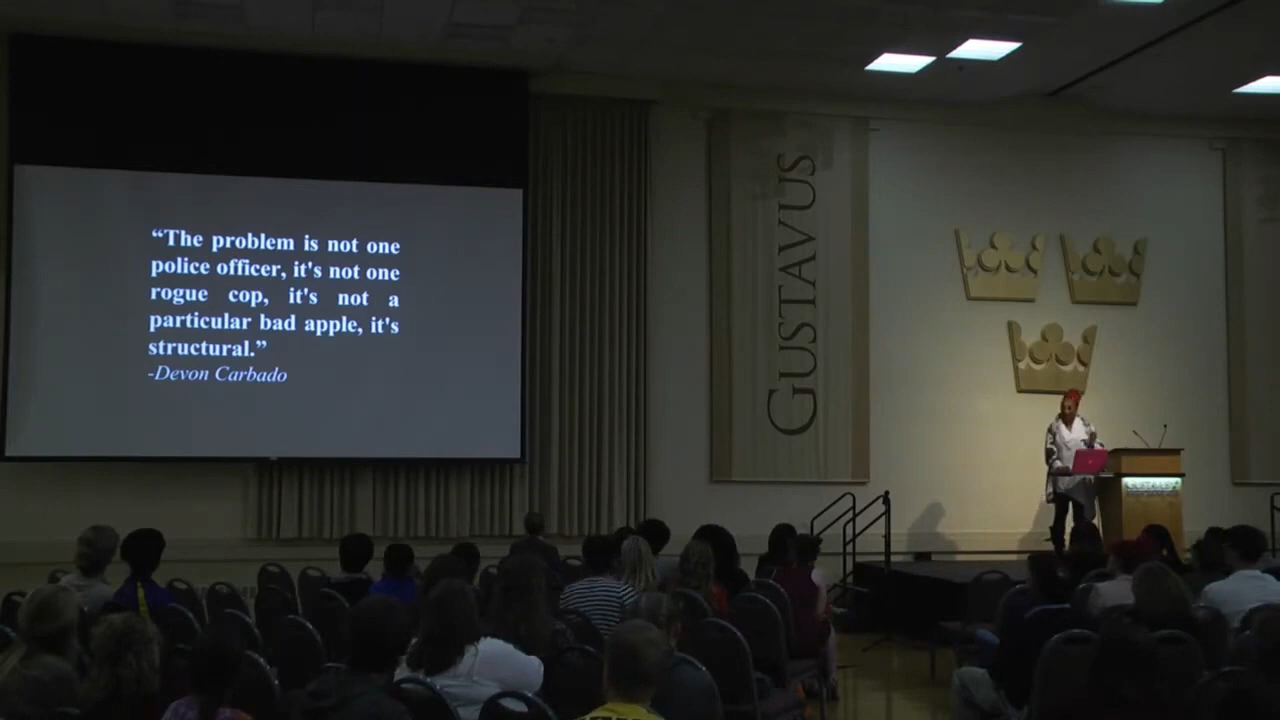 “The problem is not one
police officer, it's not one
rogue cop, it's not a
particular bad apple, it's
structural.”
-Devon Carbado
GUSTAVUS